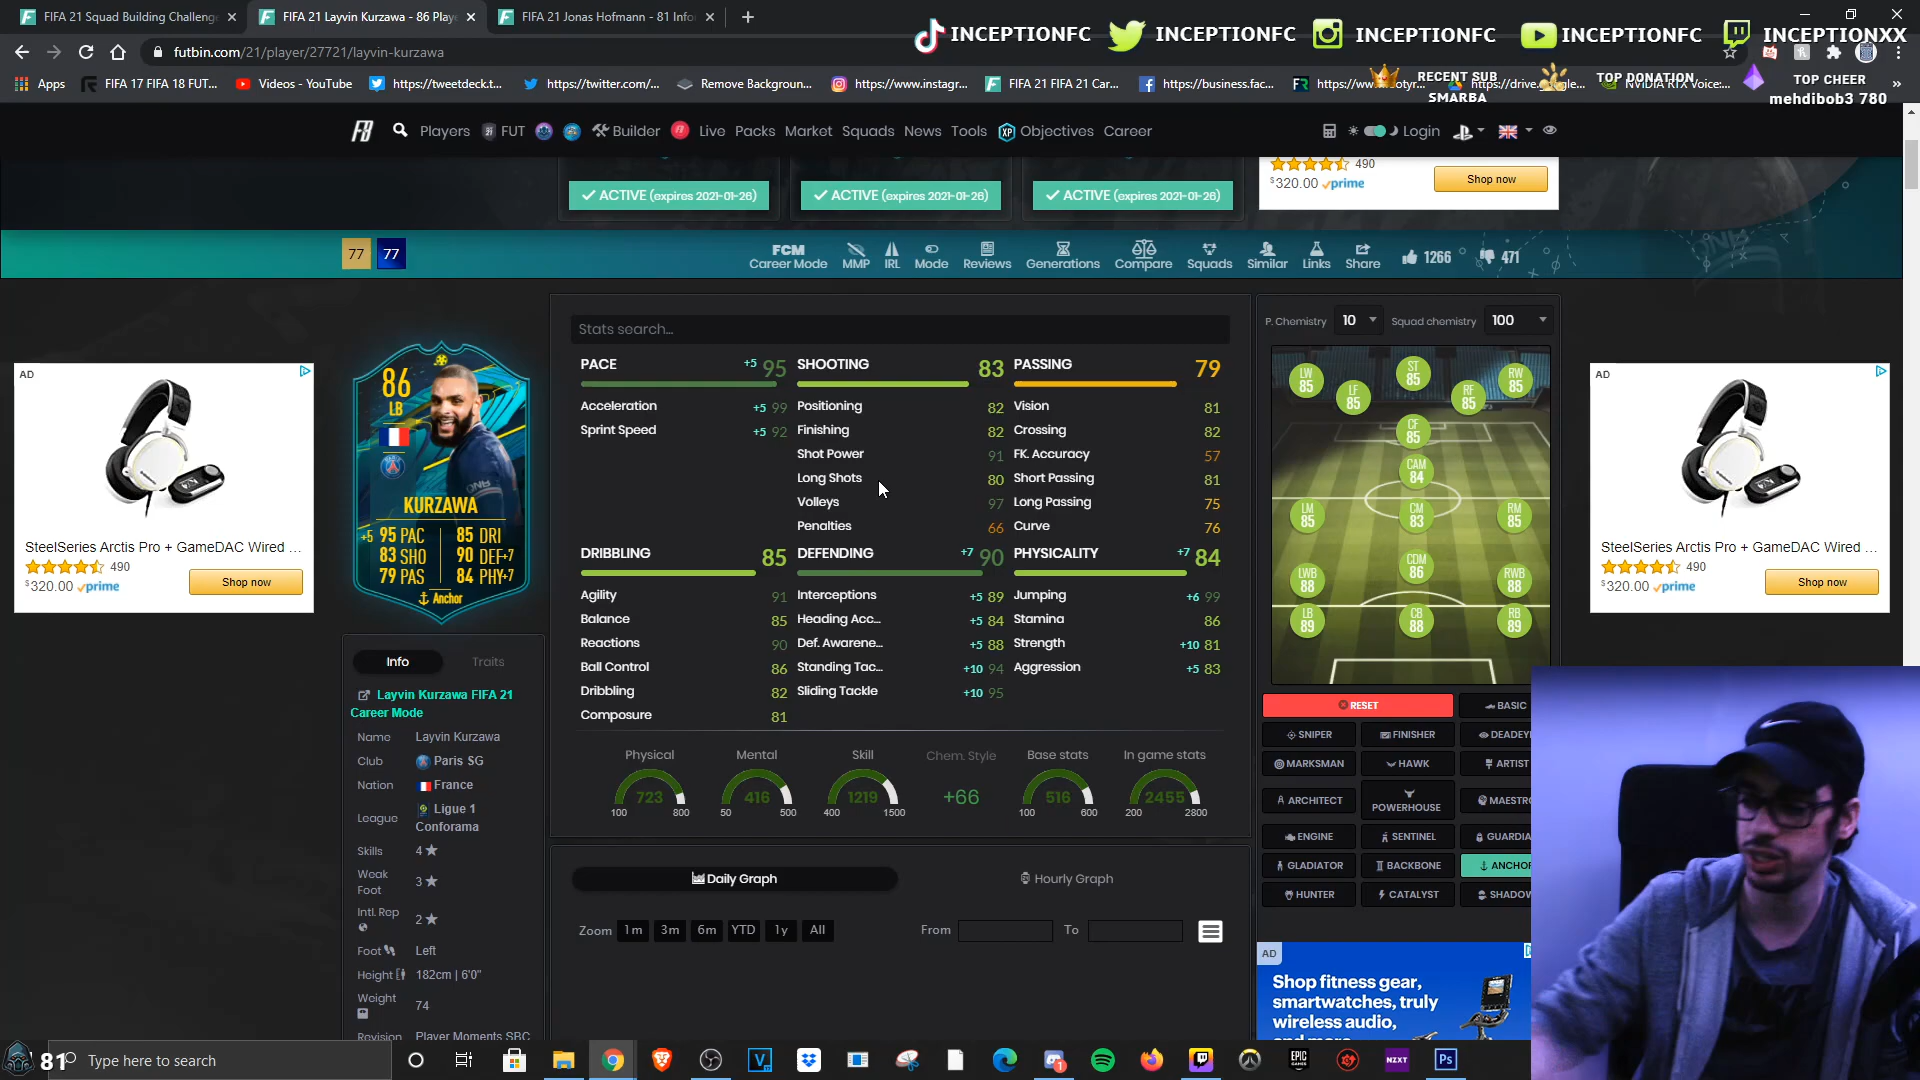 FIFA 21 Squad Building Challenge
FIFA 21 Layvin Kurzawa - 86 Playe
FIFA 21 Jonas Hofmann - 81 Info
INCEPTIONFC INCEPTIONFC INCEPTIONFC INCEPTIONFC INCEPTIONXX
futbin.com/21/player/27721/layvin-kurzawa
Apps FIFA 17 FIFA 18 FUT... Videos - YouTube https://tweetdeck.t... https://twitter.com/... Remove Backgroun... https://www.instagr... FIFA 21 FIFA 21 Car... https://business.fac... NVIDIA RTX Voice:... »
RECENT SUB
SMARBA
TOP DONATION
TOP CHEER
mehdibob3 780
Players FUT Builder Live Packs Market Squads News Tools XP Objectives Career Login
ACTIVE (expires 2021-01-26) ACTIVE (expires 2021-01-26) ACTIVE (expires 2021-01-26)
490
$320.00 prime Shop now
77 77
FCM
Career Mode MMP IRL Mode Reviews Generations Compare Squads Similar Links Share 1266 471
Stats search...
P. Chemistry 10 Squad chemistry 100
PACE +5 95
Acceleration +5 99
Sprint Speed +5 92
SHOOTING 83
Positioning 82
Finishing 82
Shot Power 91
Long Shots 80
Volleys 97
Penalties 66
PASSING 79
Vision 81
Crossing 82
FK. Accuracy 57
Short Passing 81
Long Passing 75
Curve 76
DRIBBLING 85
Agility 91
Balance 85
Reactions 90
Ball Control 86
Dribbling 82
Composure 81
DEFENDING +7 90
Interceptions +5 89
Heading Acc... +5 84
Def. Awarene... +5 88
Standing Tac... +10 94
Sliding Tackle +10 95
PHYSICALITY +7 84
Jumping +6 99
Stamina 86
Strength +10 81
Aggression +5 83
Physical Mental Skill Chem. Style Base stats In game stats
723 416 1219 +66 516 2455
100 800 50 500 400 1500 100 600 200 2800
Daily Graph Hourly Graph
Zoom 1m 3m 6m YTD 1y All From To
AD
SteelSeries Arctis Pro + GameDAC Wired ...
490
$320.00 prime Shop now
86
LB
KURZAWA
+5 95 PAC 85 DRI
83 SHO 90 DEF+7
79 PAS 84 PHY+7
Anchor
Info Traits
Layvin Kurzawa FIFA 21
Career Mode
Name Layvin Kurzawa
Club Paris SG
Nation France
League Ligue 1
Conforama
Skills 4★
Weak
Foot 3★
Intl. Rep 2★
Foot Left
Height 182cm | 6'0"
Weight 74
Revision Player Moments SBC
LW
85
ST
85
RW
85
LF
85
RF
85
CF
85
CAM
84
LM
85
CM
83
RM
85
CDM
86
LWB
88
RWB
88
LB
89
CB
88
RB
89
RESET BASIC
SNIPER FINISHER DEADEY
MARKSMAN HAWK ARTIST
ARCHITECT POWERHOUSE MAESTR
ENGINE SENTINEL GUARDIA
GLADIATOR BACKBONE ANCHOR
HUNTER CATALYST SHADOW
AD
SteelSeries Arctis Pro + GameDAC Wired ...
490
$320.00 prime Shop now
AD
Shop fitness gear,
smartwatches, truly
wireless audio,
and more
81
Type here to search
EPIC
GAMES
NZXT
Ps